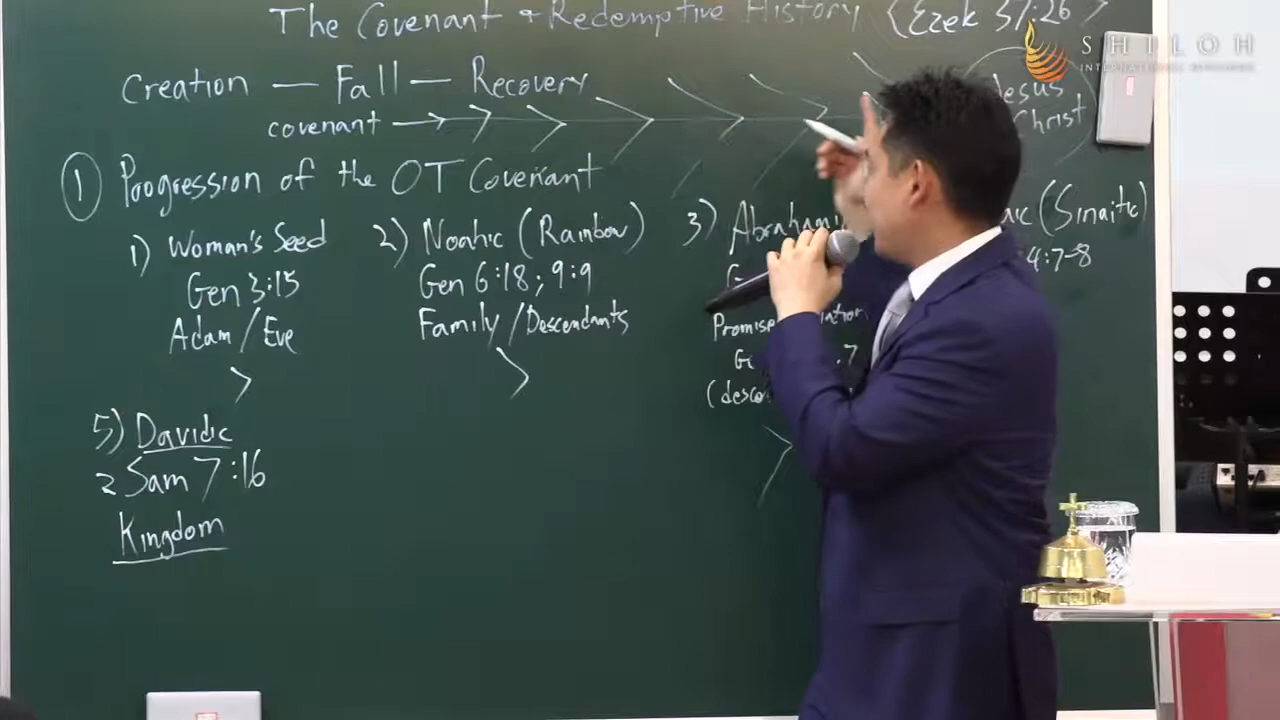 The Covenant & Redemptive History (Ezek 37:26)
SHILOH
Creation — Fall — Recovery
Jesus Christ
covenant
① Progression of the OT Covenant
1) Woman's Seed
Gen 3:15
Adam / Eve
2) Noahic (Rainbow)
Gen 6:18; 9:9
Family / Descendants
3) Abrahami
Promise
(Sinaitic)
4:7-8
5) Davidic
2 Sam 7:16
Kingdom